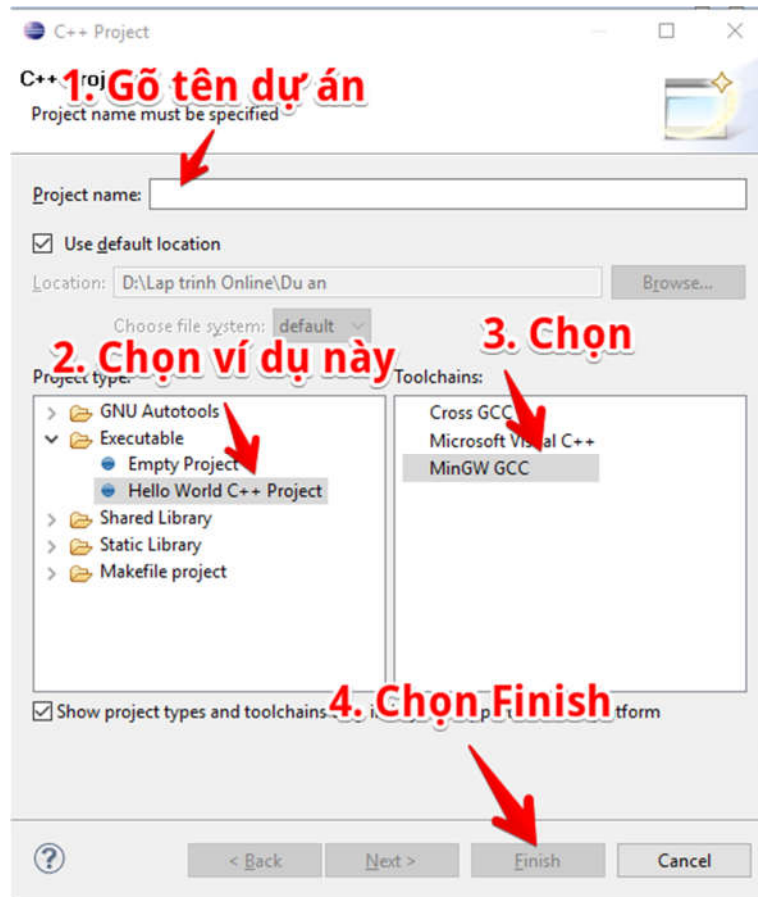 C++ Project
C++
1. Gõ tên dự án
Project name must be specified
Project name:
Use default location
Location: D:\Lap trinh Online\Du an Browse...
Choose file system: default
3. Chọn
2. Chọn ví dụ này
Project type: Toolchains:
GNU Autotools Cross GCC
Executable Microsoft Visual C++
Empty Project MinGW GCC
Hello World C++ Project
Shared Library
Static Library
Makefile project
4. Chọn Finish
Show project types and toolchains
< Back Next > Finish Cancel